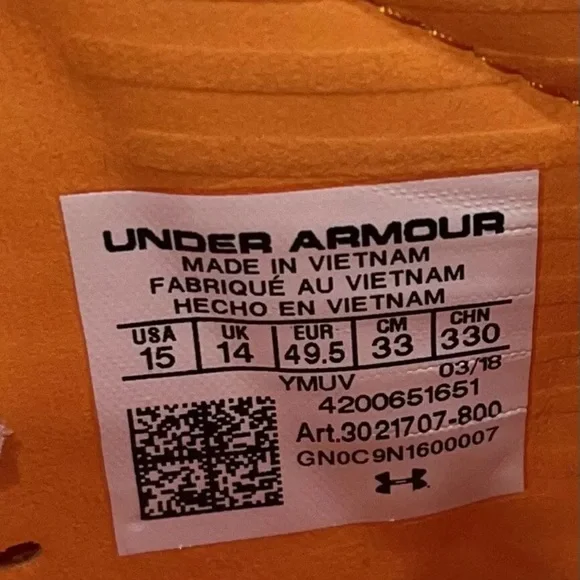 UNDER ARMOUR
MADE IN VIETNAM
FABRIQUÉ AU VIETNAM
HECHO EN VIETNAM
USA UK EUR CM CHN
15 14 49.5 33 330
YMUV 03/18
4200651651
Art.3021707-800
GN0C9N1600007